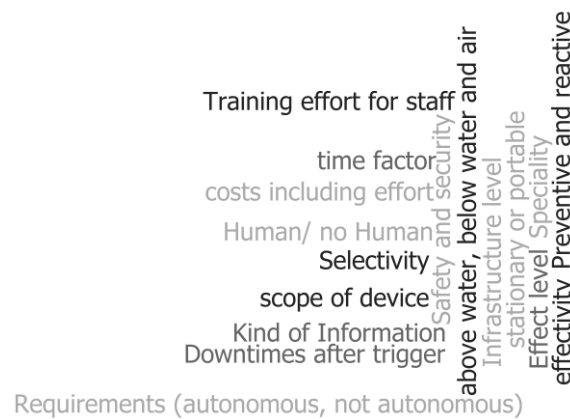 Training effort for staff
time factor
costs including effort
Human/ no Human
Selectivity
scope of device
Kind of Information
Downtimes after trigger
Requirements (autonomous, not autonomous)
Safety and security
above water, below water and air
Infrastructure level
stationary or portable
Effect level
Speciality
effectivity
Preventive and reactive